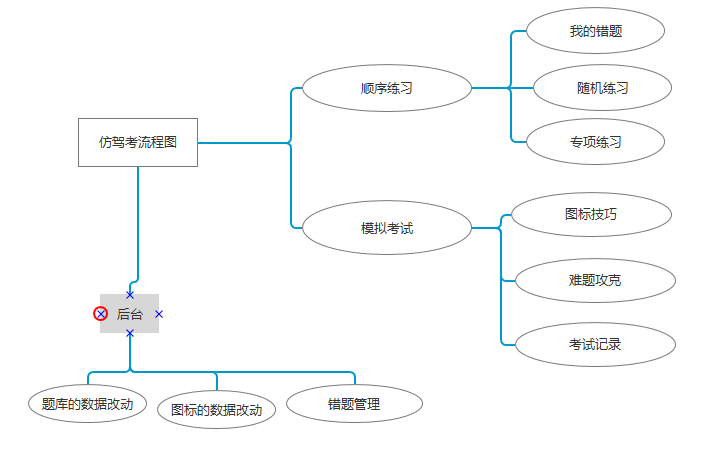 我的错题
顺序练习
随机练习
仿驾考流程图
专项练习
图标技巧
模拟考试
难题攻克
后台
考试记录
题库的数据改动
图标的数据改动
错题管理